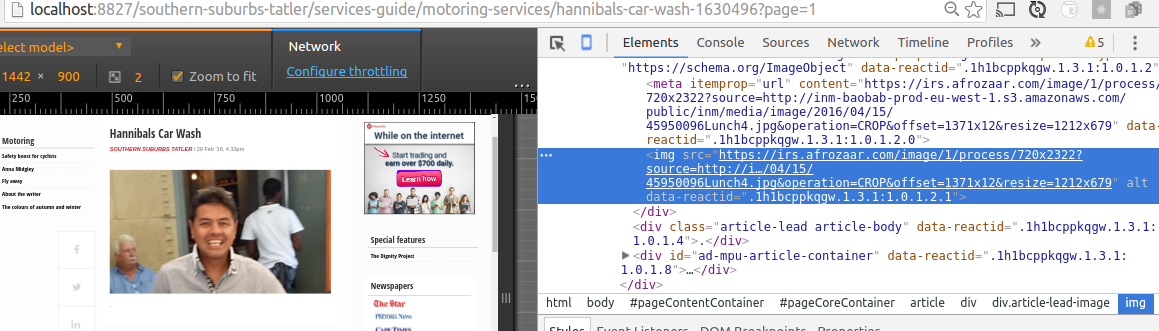 localhost:8827/southern-suburbs-tatler/services-guide/motoring-services/hannibals-car-wash-1630496?page=1
elect model>
1442 × 900 2 Zoom to fit
Network
Configure throttling
...
250 500 750 1000 1250 150
Motoring
Safety boost for cyclists
Anna Midgley
Fly away
About the writer
The colours of autumn and winter
Hannibals Car Wash
SOUTHERN SUBURBS TATLER / 29 Feb '16, 4:33pm
While on the internet
Start trading and
earn over $700 daily.
Learn how
Special features
The Dignity Project
Newspapers
The Star
PRETORIA NEWS
CAPE TIMES
Elements Console Sources Network Timeline Profiles » 5
"https://schema.org/ImageObject" data-reactid=".1h1bcppkqgw.1.3.1:1.0.1.2"
<meta itemprop="url" content="https://irs.afrozaar.com/image/1/process/
720x2322?source=http://inm-baobab-prod-eu-west-1.s3.amazonaws.com/
public/inm/media/image/2016/04/15/
45950096Lunch4.jpg&operation=CROP&offset=1371x12&resize=1212x679" dat
reactid=".1h1bcppkqgw.1.3.1:1.0.1.2.0">
... <img src="https://irs.afrozaar.com/image/1/process/720x2322?
source=http://i…/04/15/
45950096Lunch4.jpg&operation=CROP&offset=1371x12&resize=1212x679" alt
data-reactid=".1h1bcppkqgw.1.3.1:1.0.1.2.1">
</div>
<div class="article-lead article-body" data-reactid=".1h1bcppkqgw.1.3.1:
1.0.1.4">.</div>
<div id="ad-mpu-article-container" data-reactid=".1h1bcppkqgw.1.3.1:
1.0.1.8">…</div>
</div>
html body #pageContentContainer #pageCoreContainer article div div.article-lead-image img
Styles Event Listeners DOM Breakpoints Properties